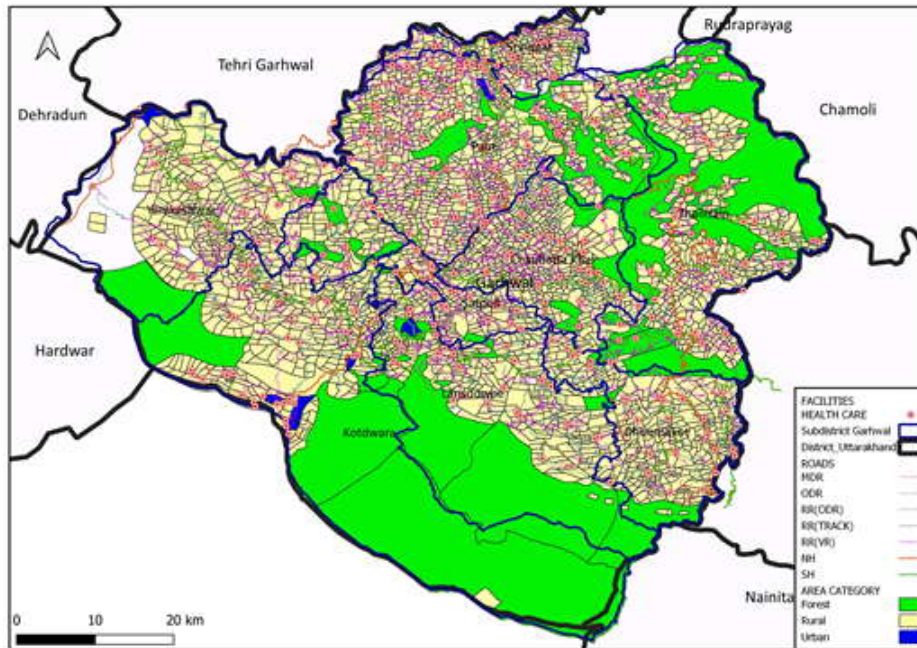 Rudraprayag
Tehri Garhwal
Chamoli
Dehradun
Pauri
Thalisain
Chaubatta Khal
Garhwal
Satpuli
Hardwar
Lansdowne
Kotdwara
Dhoomakot
FACILITIES
HEALTH CARE
Subdistrict Garhwal
District_Uttarakhand
ROADS
MDR
ODR
RR(ODR)
RR(TRACK)
RR(VR)
NH
SH
AREA CATEGORY
Forest
Rural
Urban
Nainita
0 10 20 km